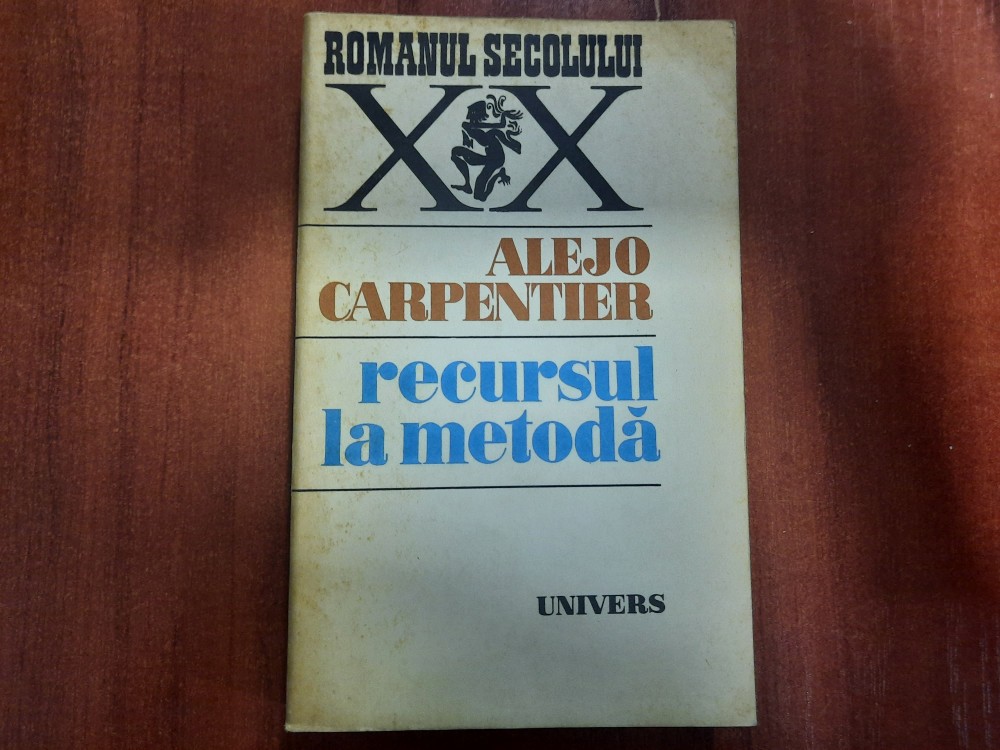 ROMANUL SECOLULUI
XX
ALEJO
CARPENTIER
recursul
la metodă
UNIVERS